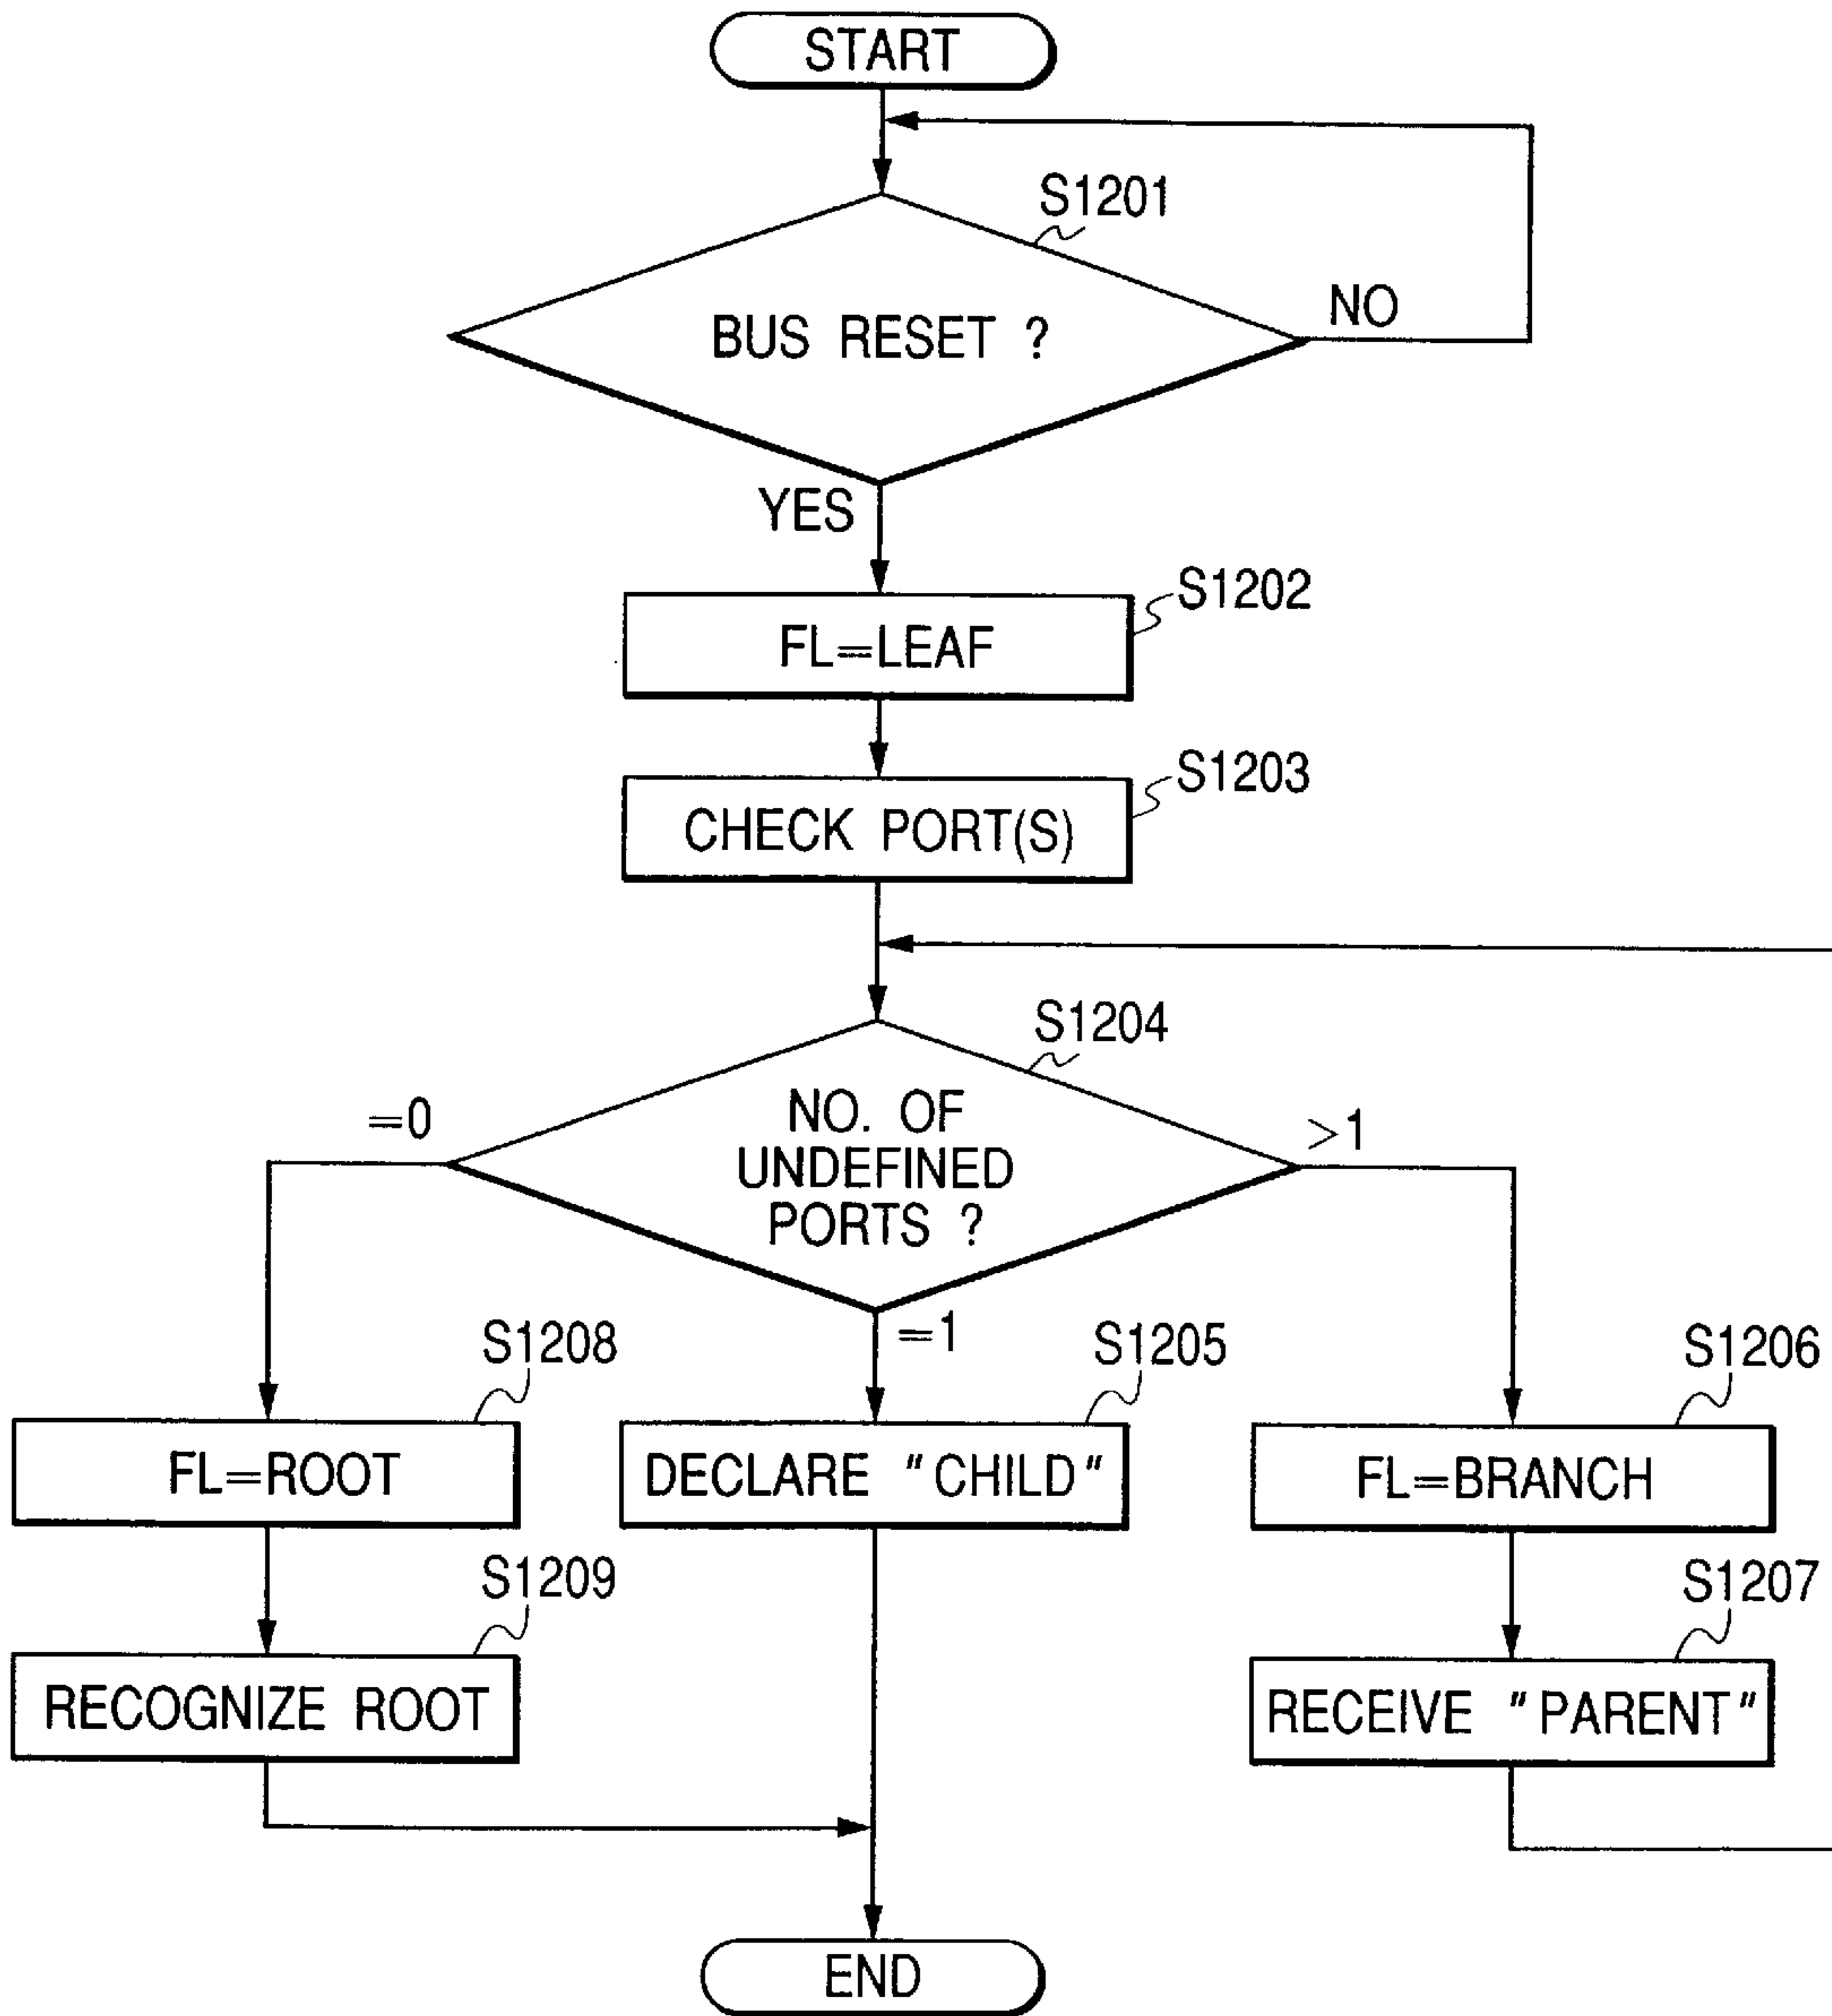 START
S1201
BUS RESET ?
NO
YES
S1202
FL=LEAF
S1203
CHECK PORT(S)
S1204
=0
NO. OF
UNDEFINED
PORTS ?
>1
=1
S1208
S1205
S1206
FL=ROOT
DECLARE "CHILD"
FL=BRANCH
S1209
S1207
RECOGNIZE ROOT
RECEIVE "PARENT"
END